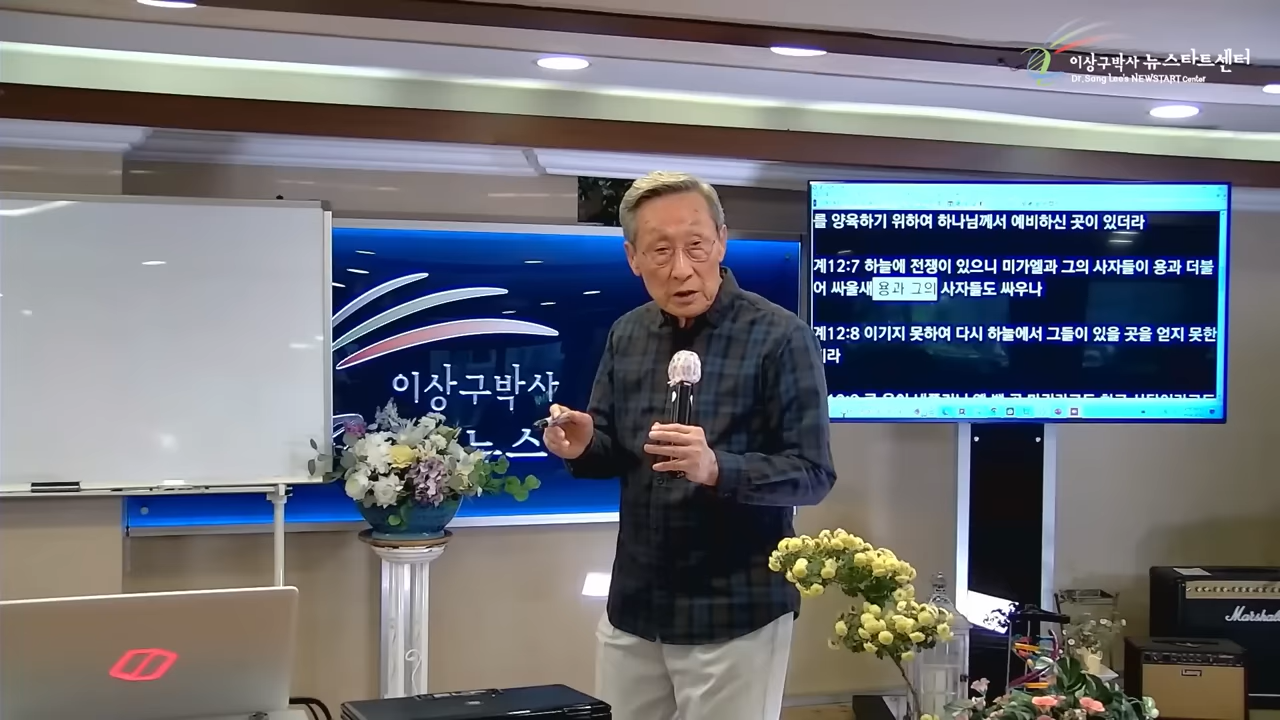 이상구박사 뉴스타트센터
Dr. Sang Lee's NEWSTART Center
를 양육하기 위하여 하나님께서 예비하신 곳이 있더라
계12:7 하늘에 전쟁이 있으니 미가엘과 그의 사자들이 용과 더불
어 싸울새 용과 그의 사자들도 싸우나
계12:8 이기지 못하여 다시 하늘에서 그들이 있을 곳을 얻지 못한
이상구박사
뉴스
Marshall
Laney